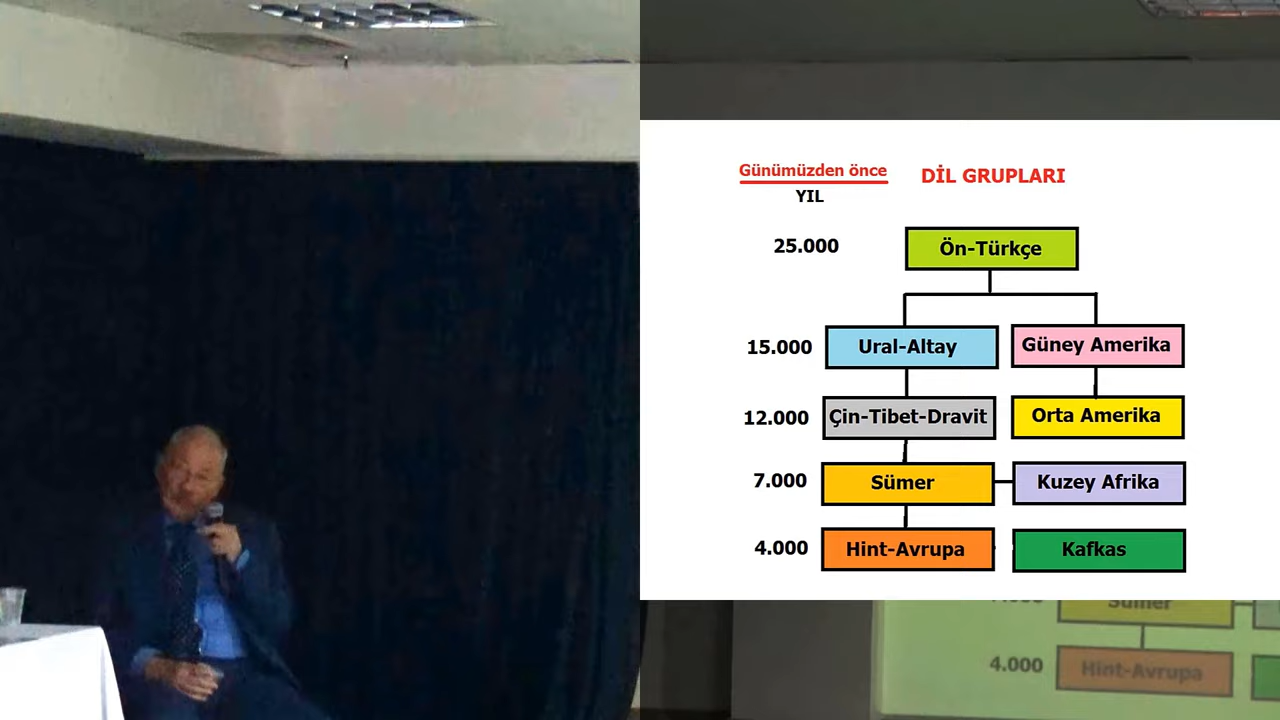 Günümüzden önce DİL GRUPLARI
YIL
25.000 Ön-Türkçe
15.000 Ural-Altay Güney Amerika
12.000 Çin-Tibet-Dravit Orta Amerika
7.000 Sümer Kuzey Afrika
4.000 Hint-Avrupa Kafkas
Sümer
4.000 Hint-Avrupa